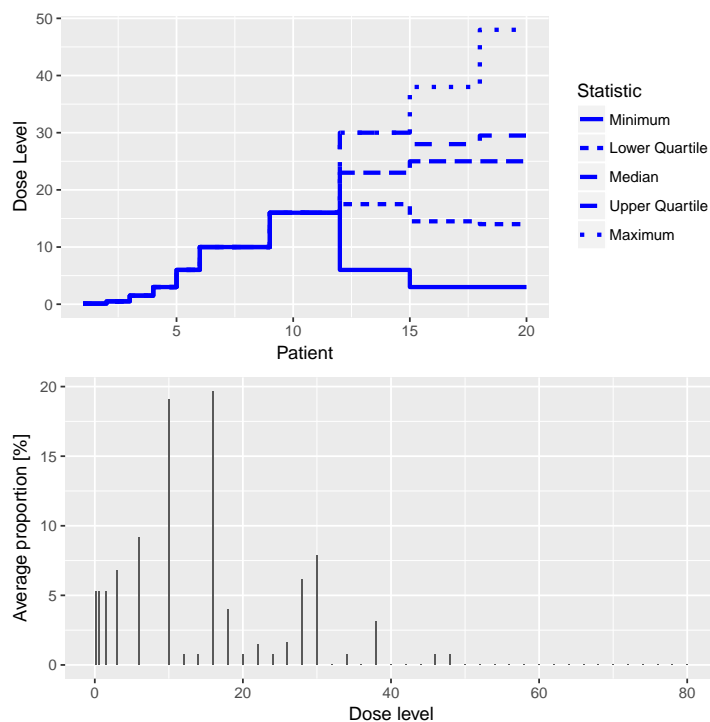 50
40
30
20
10
0
Dose Level
5
10
15
20
Patient
Statistic
Minimum
Lower Quartile
Median
Upper Quartile
Maximum
20
15
10
5
0
Average proportion [%]
0
20
40
60
80
Dose level